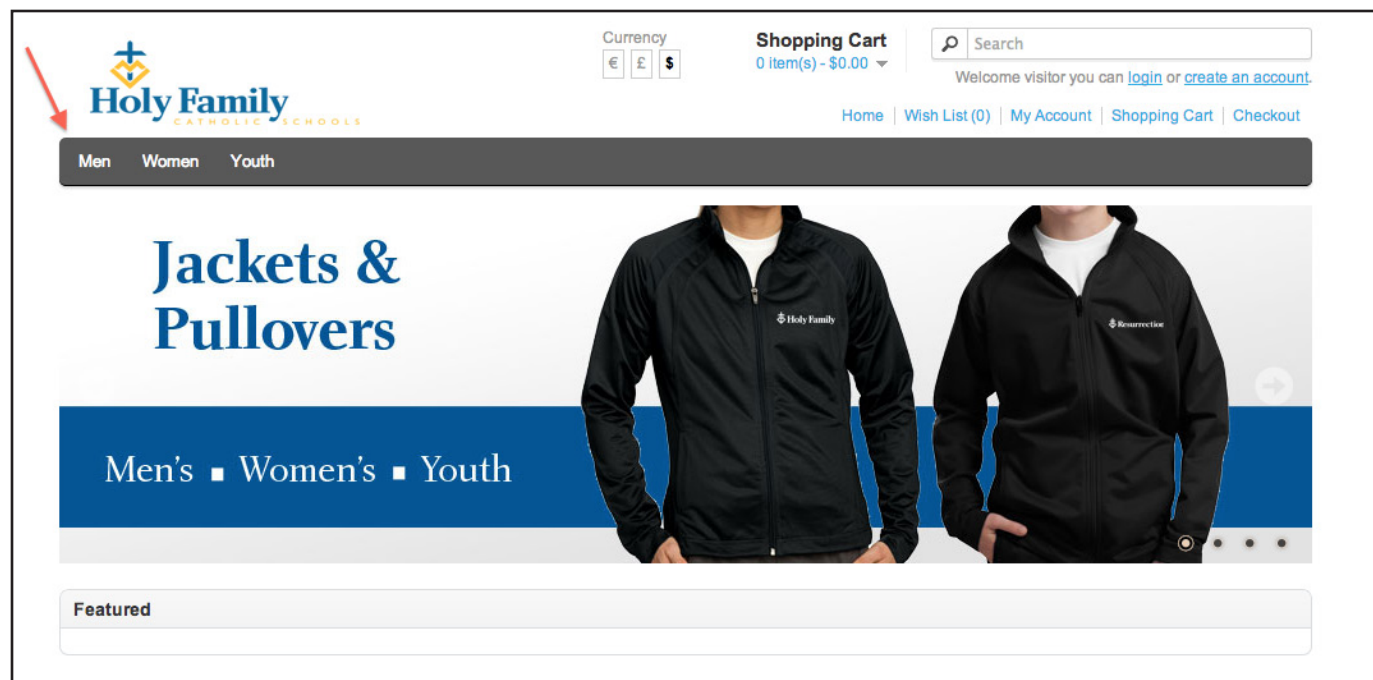 Holy Family
CATHOLIC SCHOOLS
Currency
€ £ $
Shopping Cart
0 item(s) - $0.00
Search
Welcome visitor you can login or create an account.
Home Wish List (0) My Account Shopping Cart Checkout
Men Women Youth
Jackets &
Pullovers
Men's ■ Women's ■ Youth
Holy Family
Resurrection
Featured